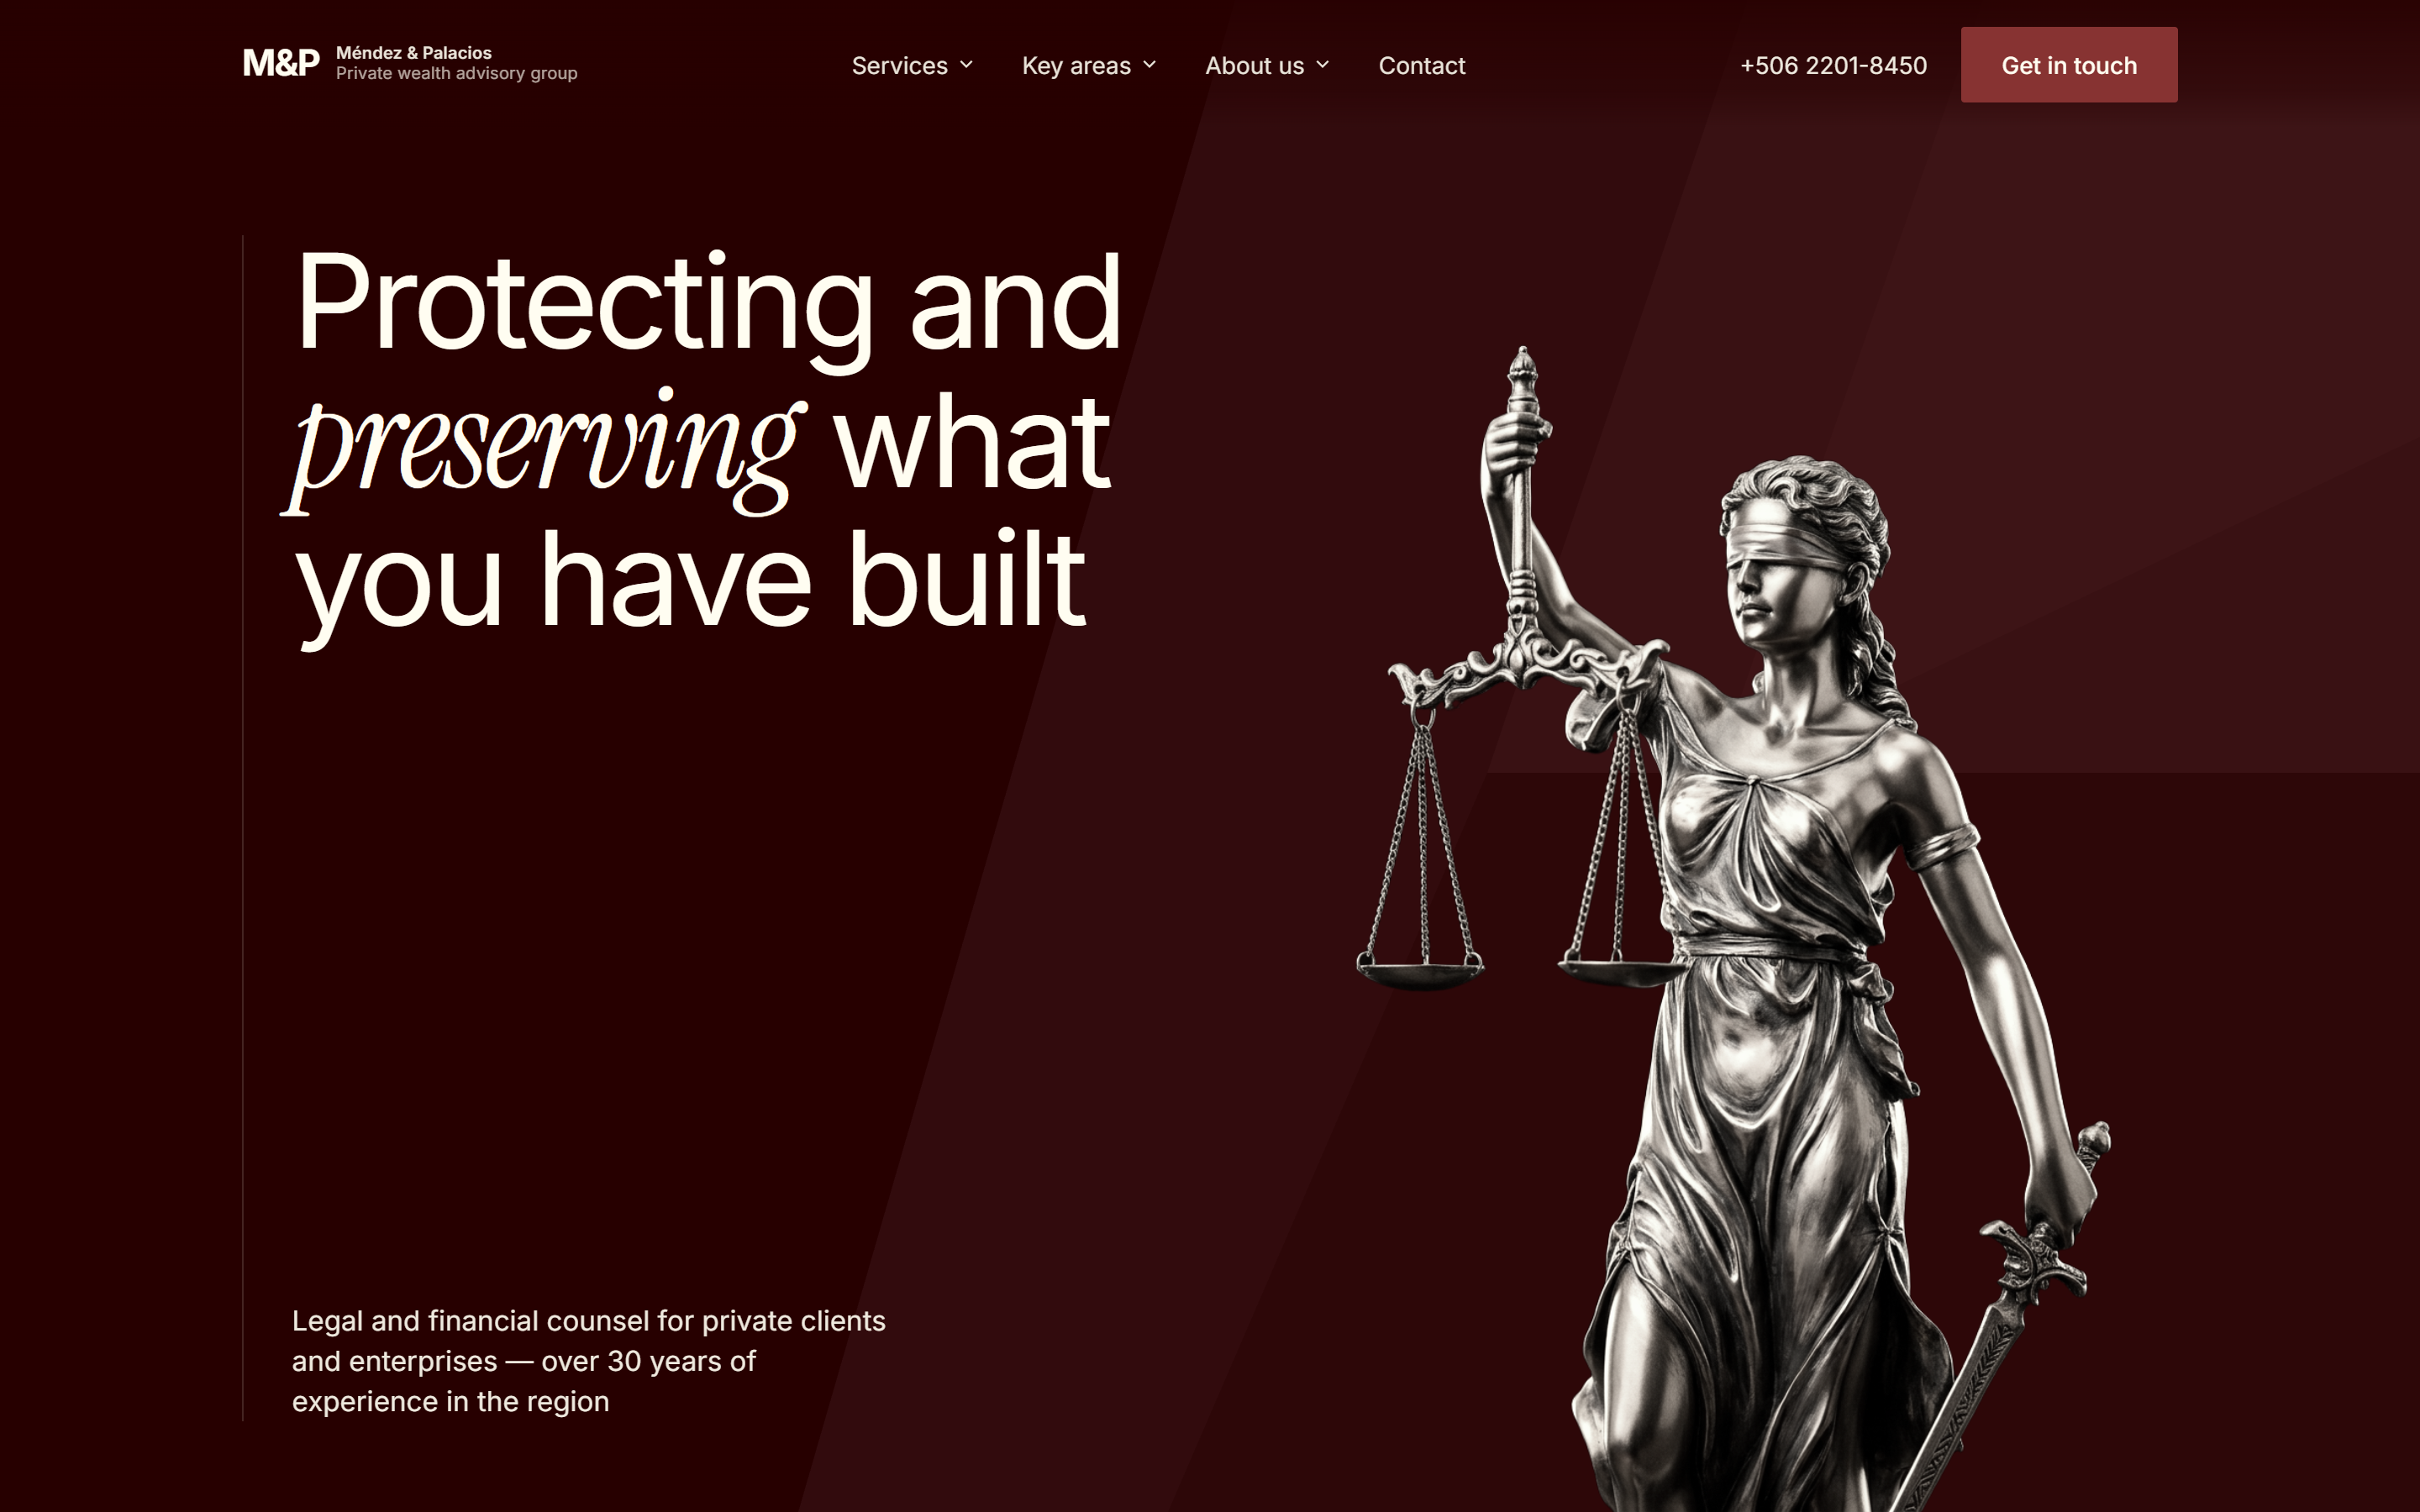 M&P
Méndez & Palacios
Private wealth advisory group
Services
Key areas
About us
Contact
+506 2201-8450
Get in touch
Protecting and
preserving what
you have built
Legal and financial counsel for private clients
and enterprises — over 30 years of
experience in the region